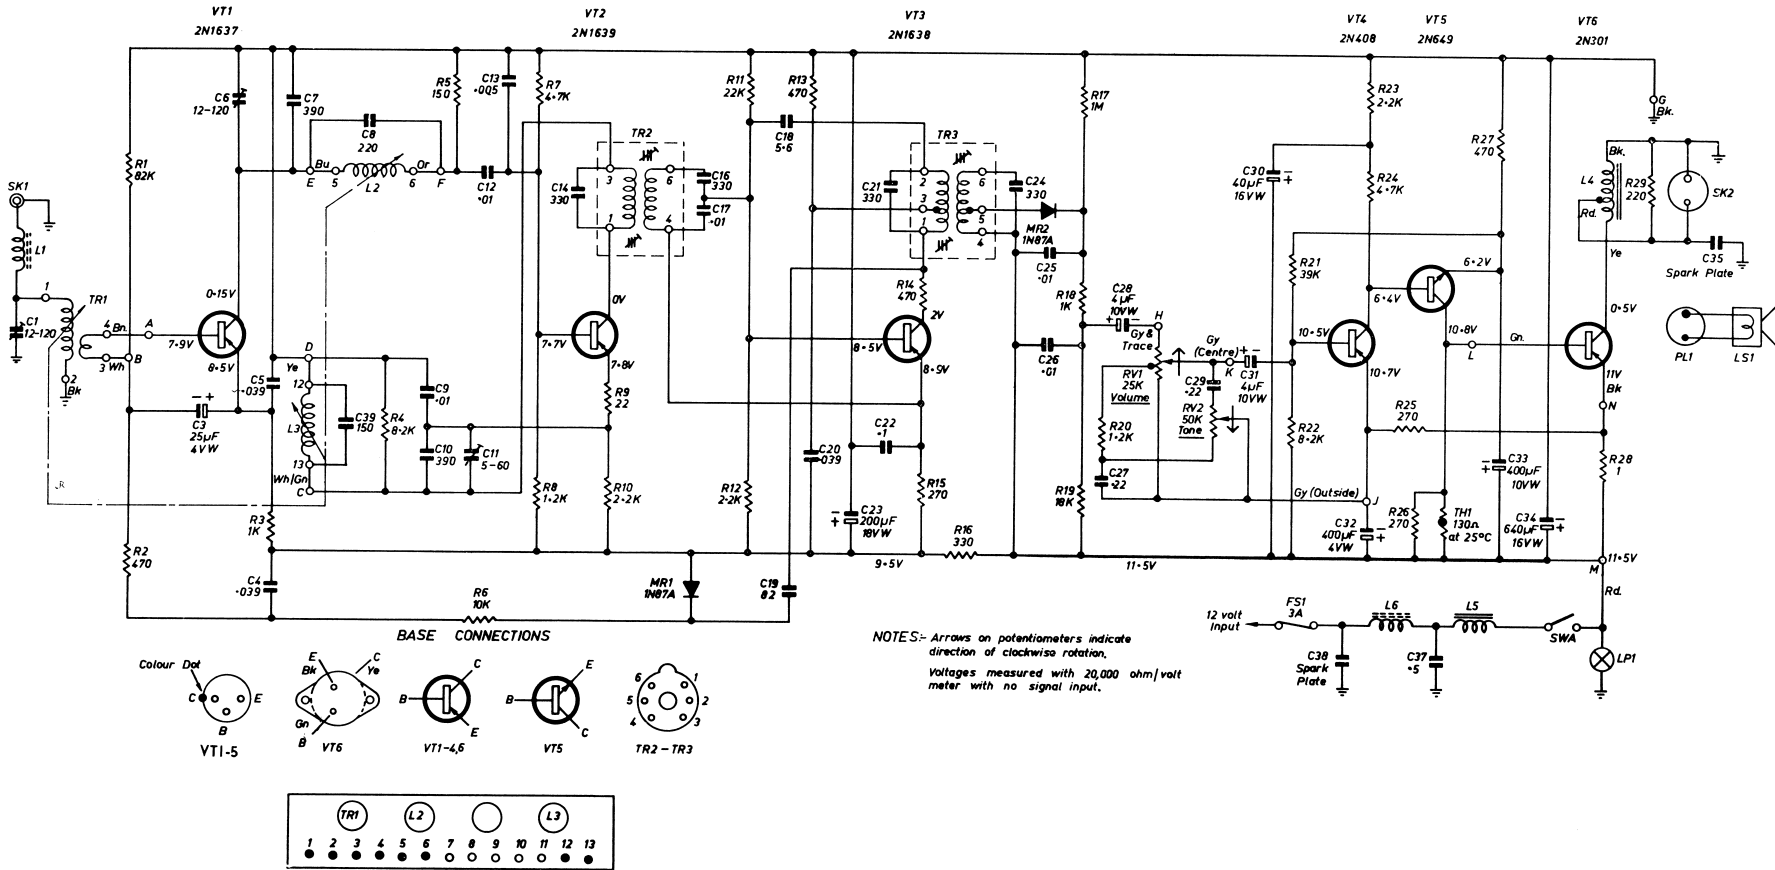 VT1
2N1637
VT2
2N1639
VT3
2N1638
VT4
2N408
VT5
2N649
VT6
2N301
C6
12-120
C7
390
C8
220
R5
150
C13
·005
R7
4·7K
R11
22K
R13
470
R17
1M
R23
2·2K
R27
470
G
Bk.
R1
82K
E
Bu
5
L2
6
Or
F
C12
·01
TR2
C14
330
3
1
6
4
C16
330
C17
·01
C18
5·6
TR3
C21
330
2
3
1
6
5
4
C24
330
MR2
1N87A
C25
·01
C30
40µF
16VW
R24
4·7K
Bk.
L4
R29
220
SK2
Rd.
Ye
C35
Spark Plate
SK1
L1
1
TR1
C1
12-120
4 Bn.
A
3 Wh
B
2
Bk
0·15V
7·9V
8·5V
0V
7·7V
7·8V
R14
470
2V
8·5V
8·9V
R18
1K
C28
4µF
10VW
H
Gy &
Trace
Gy
(Centre)
K
C31
4µF
10VW
R21
39K
6·2V
6·4V
10·5V
10·7V
10·8V
L
Gn.
0·5V
11V
Bk
N
PL1
LS1
C5
·039
D
Ye
12
L3
13
Wh/Gn
C
C39
150
R4
8·2K
C9
·01
C10
390
C11
5-60
R9
22
C3
25µF
4VW
C26
·01
RV1
25K
Volume
C29
·22
RV2
50K
Tone
R20
1·2K
C27
·22
R22
8·2K
R25
270
C33
400µF
10VW
R28
1
R3
1K
R2
470
C4
·039
R8
1·2K
R10
2·2K
R12
2·2K
C20
·039
C22
·1
C23
200µF
18VW
R15
270
R16
330
9·5V
11·5V
R19
18K
Gy (Outside)
J
C32
400µF
4VW
R26
270
TH1
130Ω
at 25°C
C34
640µF
16VW
M
11·5V
Rd.
R6
10K
MR1
1N87A
C19
82
12 volt
Input
FS1
3A
L6
L5
SWA
C38
Spark
Plate
C37
·5
LP1
NOTES:- Arrows on potentiometers indicate
direction of clockwise rotation.
Voltages measured with 20,000 ohm/volt
meter with no signal input.
BASE CONNECTIONS
Colour Dot
C
E
B
VT1-5
E
Bk
C
Ye
Gn
B
VT6
B
C
E
VT1-4,6
B
E
C
VT5
6
1
5
2
4
3
TR2-TR3
TR1
L2
L3
1 2 3 4 5 6 7 8 9 10 11 12 13